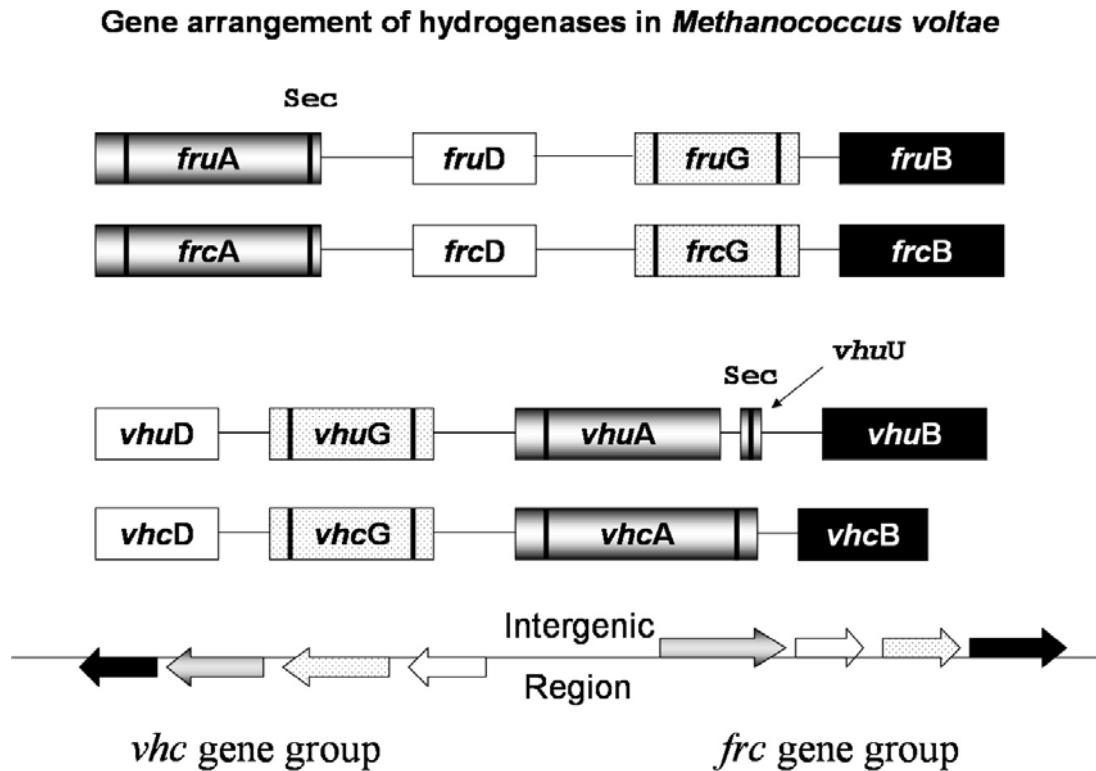 Gene arrangement of hydrogenases in Methanococcus voltae
Sec
fruA fruD fruG fruB
frcA frcD frcG frcB
vhuU
Sec
vhuD vhuG vhuA vhuB
vhcD vhcG vhcA vhcB
Intergenic
Region
vhc gene group frc gene group